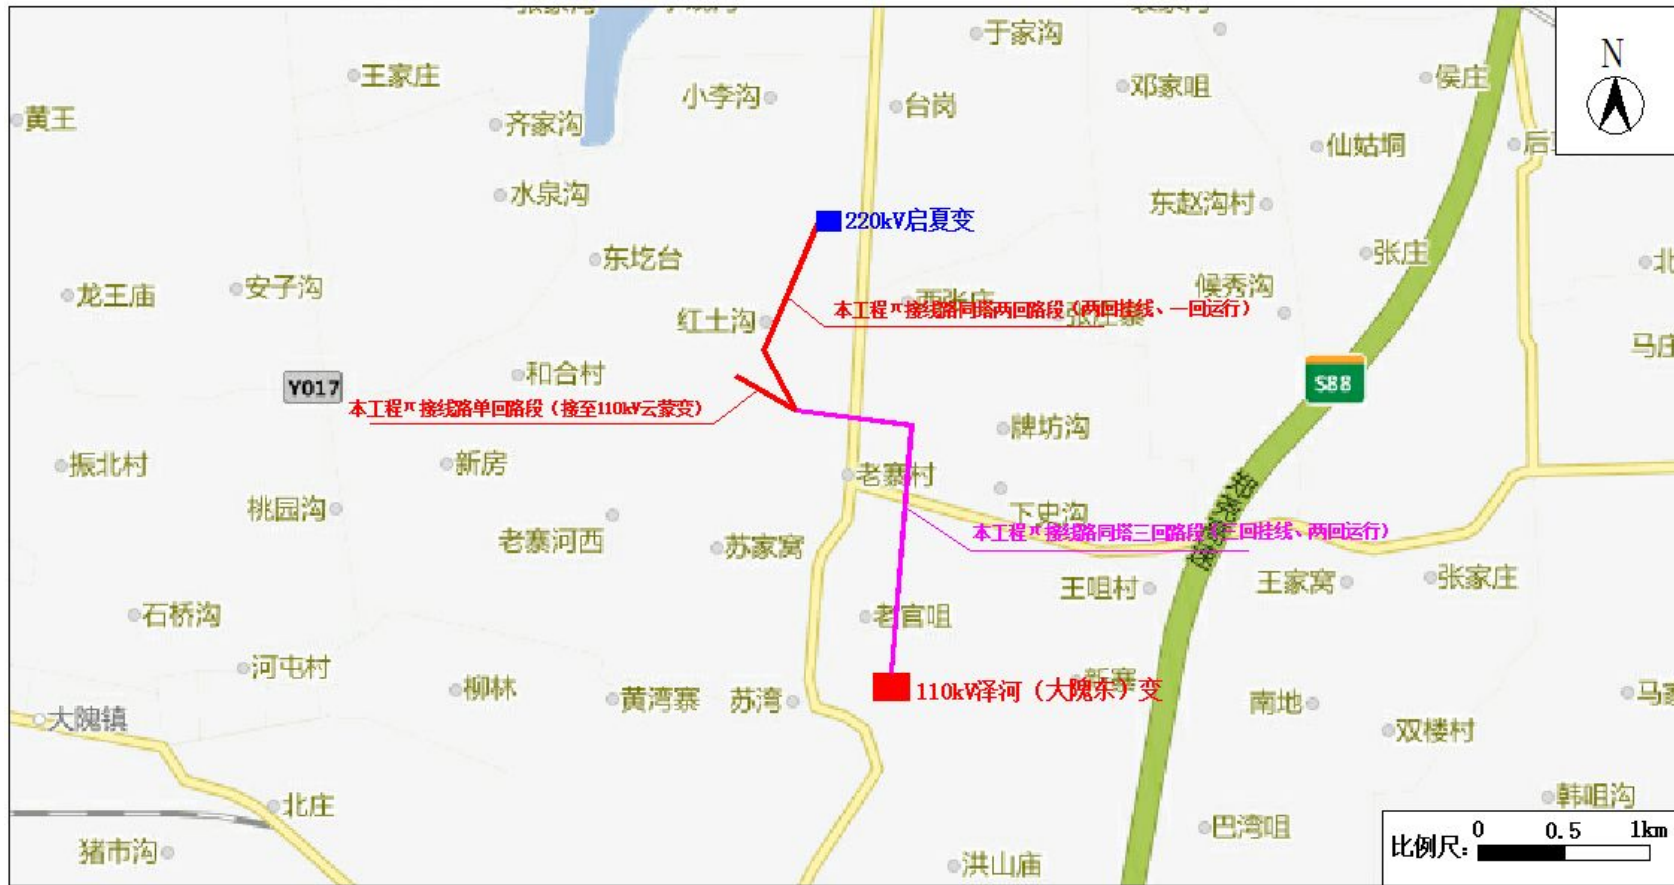 于家沟
N
王家庄
小李沟
台岗
邓家咀
侯庄
黄王
齐家沟
仙姑垌
水泉沟
东赵沟村
220kV启夏变
东圪台
张庄
龙王庙
安子沟
候秀沟
红土沟
本工程π接线路同塔两回路段（两回挂线、一回运行）
和合村
S88
Y017
本工程π接线路单回路段（接至110kV云蒙变）
牌坊沟
振北村
新房
老寨村
桃园沟
下史沟
老寨河西
苏家窝
本工程π接线路同塔三回路段（三回挂线、两回运行）
王咀村
王家窝
张家庄
石桥沟
老官咀
河屯村
柳林
黄湾寨
苏湾
新寨
110kV泽河（大隗东）变
南地
大隗镇
双楼村
北庄
韩咀沟
巴湾咀
猪市沟
洪山庙
比例尺：
0 0.5 1km